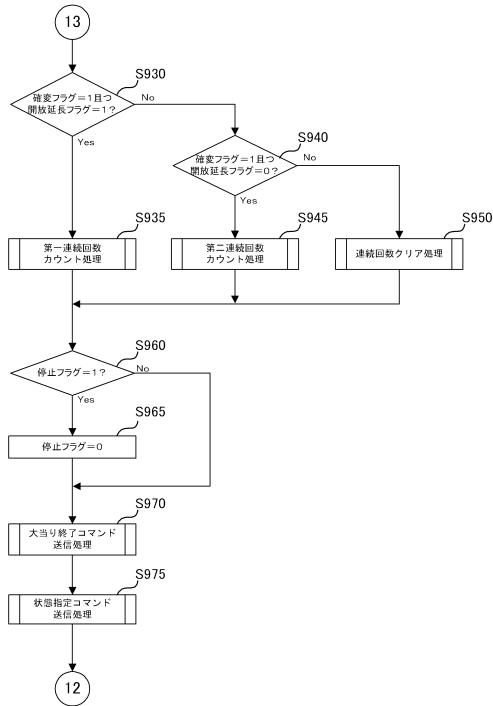 13
S930
確変フラグ=1且つ
開放延長フラグ=1?
No
Yes
S940
確変フラグ=1且つ
開放延長フラグ=0?
No
Yes
S935
第一連続回数
カウント処理
S945
第二連続回数
カウント処理
S950
連続回数クリア処理
S960
停止フラグ=1?
No
Yes
S965
停止フラグ=0
S970
大当り終了コマンド
送信処理
S975
状態指定コマンド
送信処理
12